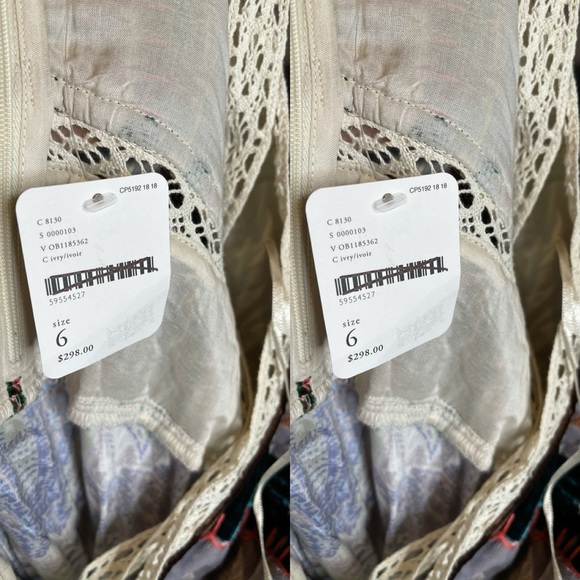 CP5192 18 18
C 8130
S 0000103
V OB1185362
C ivry/ivoir
59554527
size
6
$298.00
CP5192 18 18
C 8130
S 0000103
V OB1185362
C ivry/ivoir
59554527
size
6
$298.00